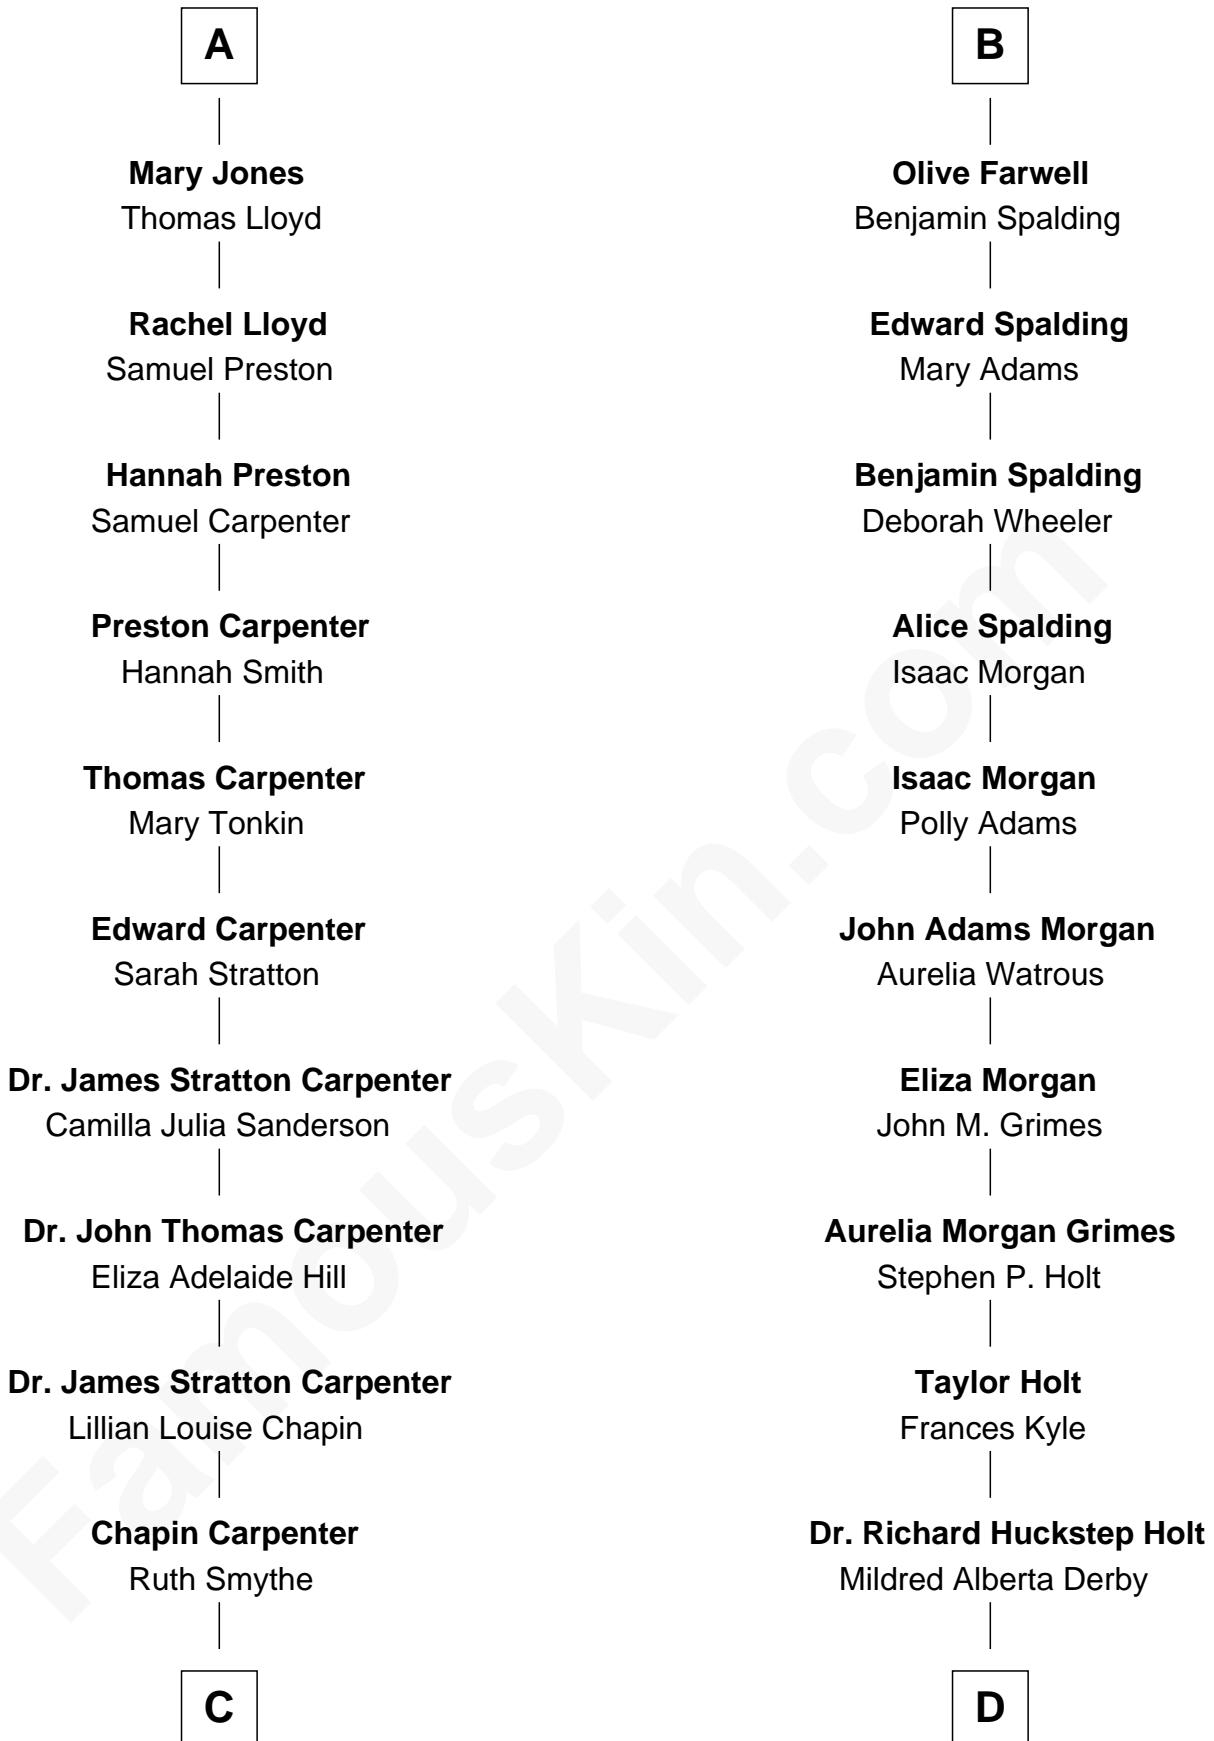 A
Mary Jones
Thomas Lloyd
Rachel Lloyd
Samuel Preston
Hannah Preston
Samuel Carpenter
Preston Carpenter
Hannah Smith
Thomas Carpenter
Mary Tonkin
Edward Carpenter
Sarah Stratton
Dr. James Stratton Carpenter
Camilla Julia Sanderson
Dr. John Thomas Carpenter
Eliza Adelaide Hill
Dr. James Stratton Carpenter
Lillian Louise Chapin
Chapin Carpenter
Ruth Smythe
C
B
Olive Farwell
Benjamin Spalding
Edward Spalding
Mary Adams
Benjamin Spalding
Deborah Wheeler
Alice Spalding
Isaac Morgan
Isaac Morgan
Polly Adams
John Adams Morgan
Aurelia Watrous
Eliza Morgan
John M. Grimes
Aurelia Morgan Grimes
Stephen P. Holt
Taylor Holt
Frances Kyle
Dr. Richard Huckstep Holt
Mildred Alberta Derby
D
FamousKin.com